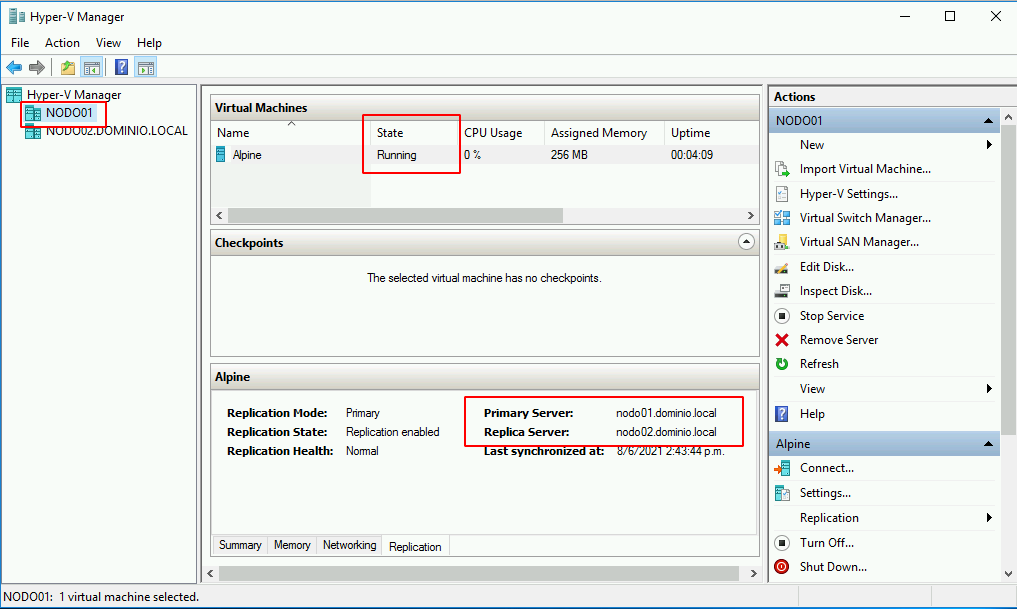 Hyper-V Manager
File Action View Help
Hyper-V Manager
NODO01
NODO02.DOMINIO.LOCAL
Virtual Machines
Name State CPU Usage Assigned Memory Uptime
Alpine Running 0 % 256 MB 00:04:09
Checkpoints
The selected virtual machine has no checkpoints.
Alpine
Replication Mode: Primary Primary Server: nodo01.dominio.local
Replication State: Replication enabled Replica Server: nodo02.dominio.local
Replication Health: Normal Last synchronized at: 8/6/2021 2:43:44 p.m.
Summary Memory Networking Replication
Actions
NODO01
New
Import Virtual Machine...
Hyper-V Settings...
Virtual Switch Manager...
Virtual SAN Manager...
Edit Disk...
Inspect Disk...
Stop Service
Remove Server
Refresh
View
Help
Alpine
Connect...
Settings...
Replication
Turn Off...
Shut Down...
NODO01: 1 virtual machine selected.